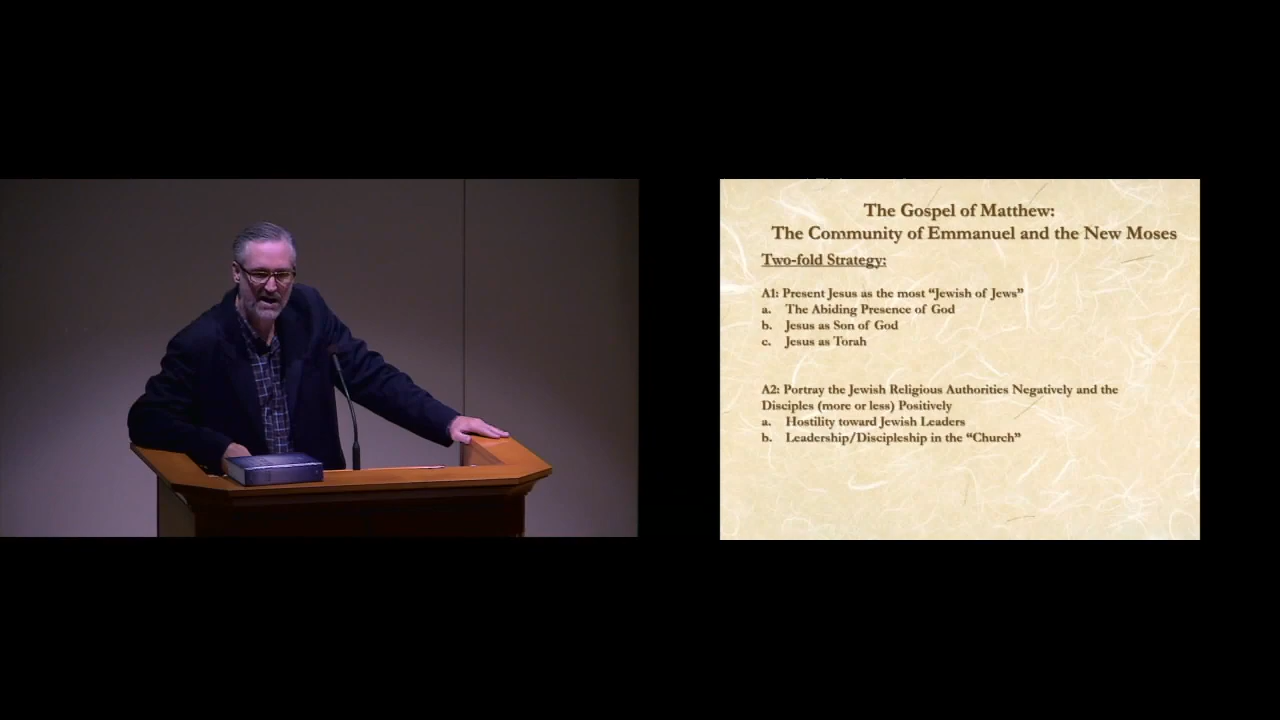 The Gospel of Matthew:
The Community of Emmanuel and the New Moses
Two-fold Strategy:
A1: Present Jesus as the most “Jewish of Jews”
a. The Abiding Presence of God
b. Jesus as Son of God
c. Jesus as Torah
A2: Portray the Jewish Religious Authorities Negatively and the
Disciples (more or less) Positively
a. Hostility toward Jewish Leaders
b. Leadership/Discipleship in the “Church”